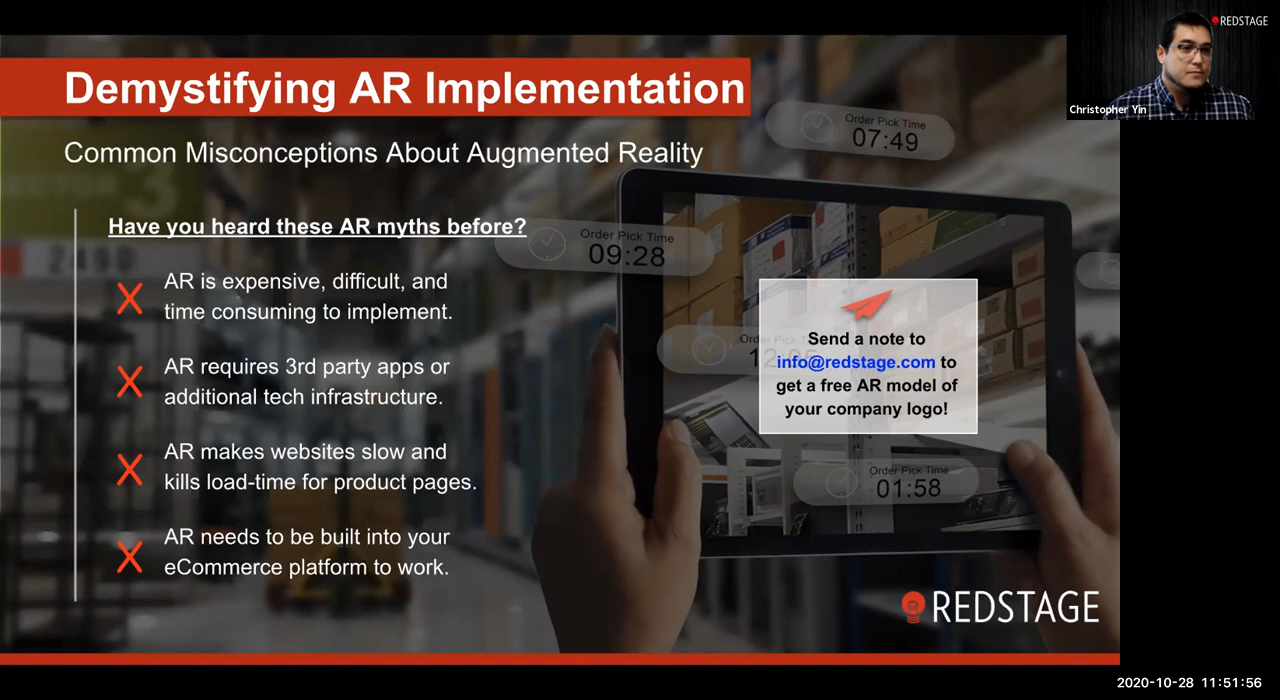 REDSTAGE
Christopher Yin
Demystifying AR Implementation
Common Misconceptions About Augmented Reality
Have you heard these AR myths before?
AR is expensive, difficult, and
time consuming to implement.
AR requires 3rd party apps or
additional tech infrastructure.
AR makes websites slow and
kills load-time for product pages.
AR needs to be built into your
eCommerce platform to work.
Order Pick Time
07:49
Order Pick Time
09:28
Send a note to
info@redstage.com to
get a free AR model of
your company logo!
Order Pick Time
01:58
REDSTAGE
2020-10-28 11:51:56